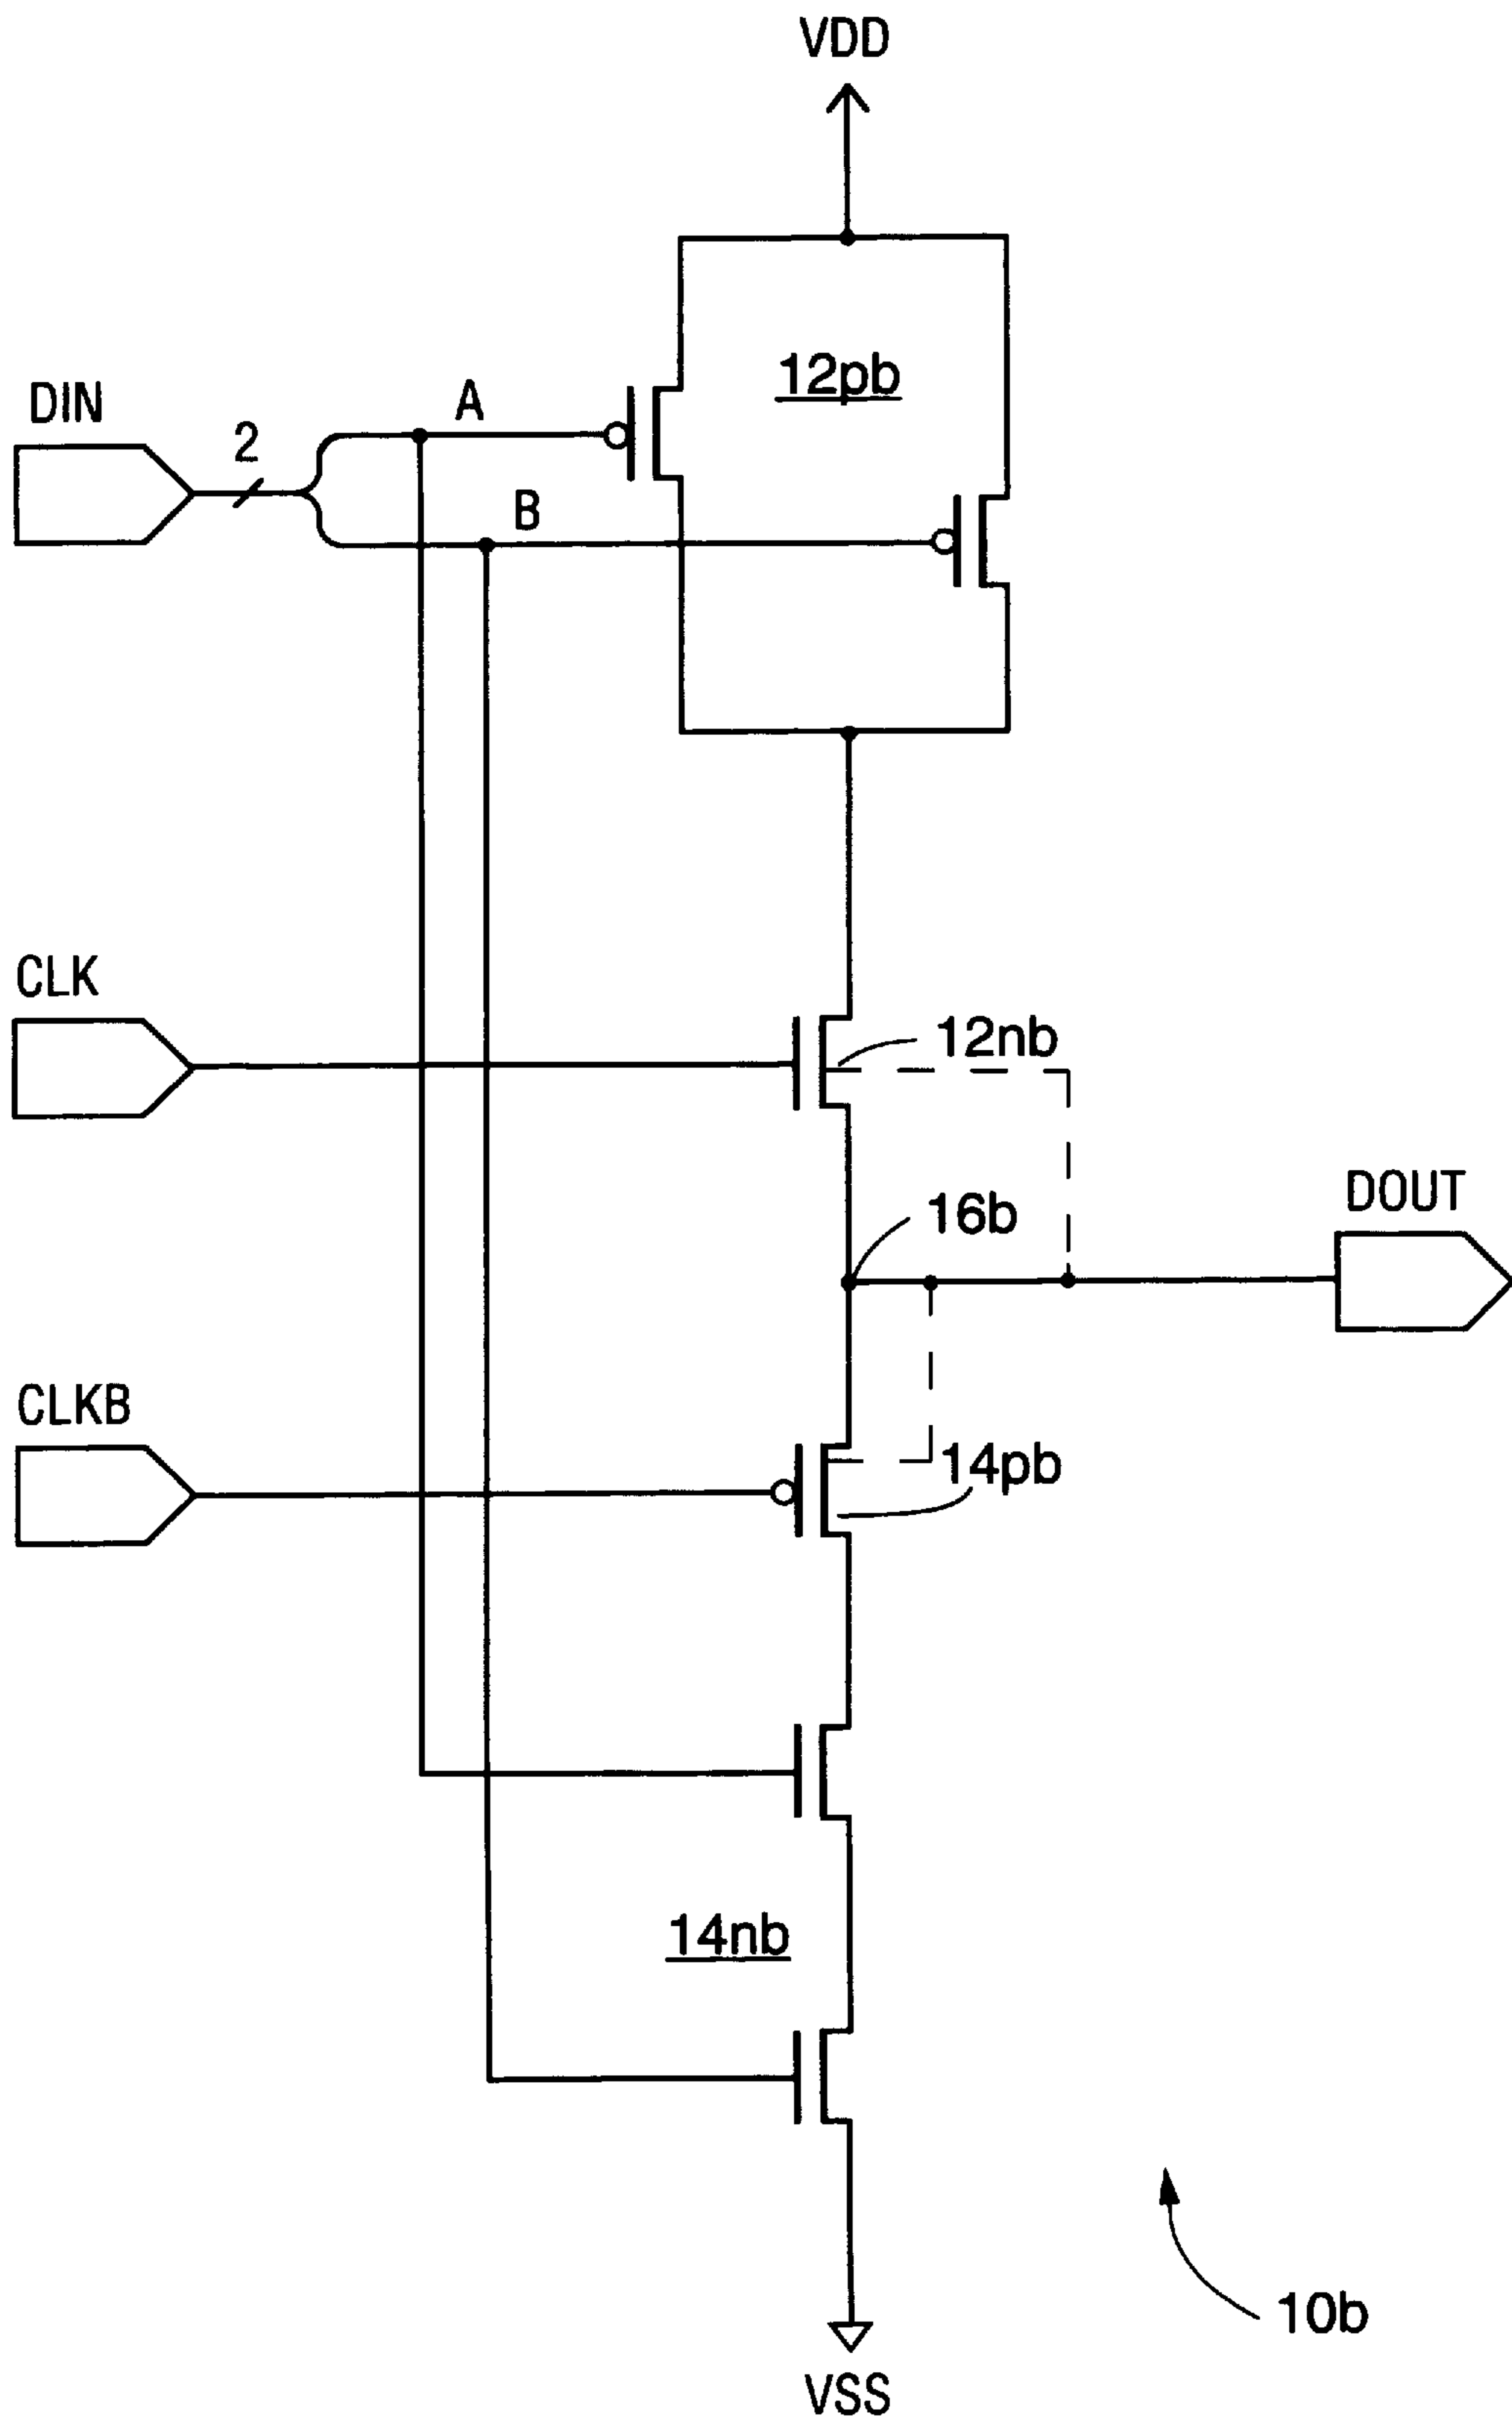 VDD
12pb
DIN
2
A
B
CLK
12nb
16b
DOUT
CLKB
14pb
14nb
10b
VSS